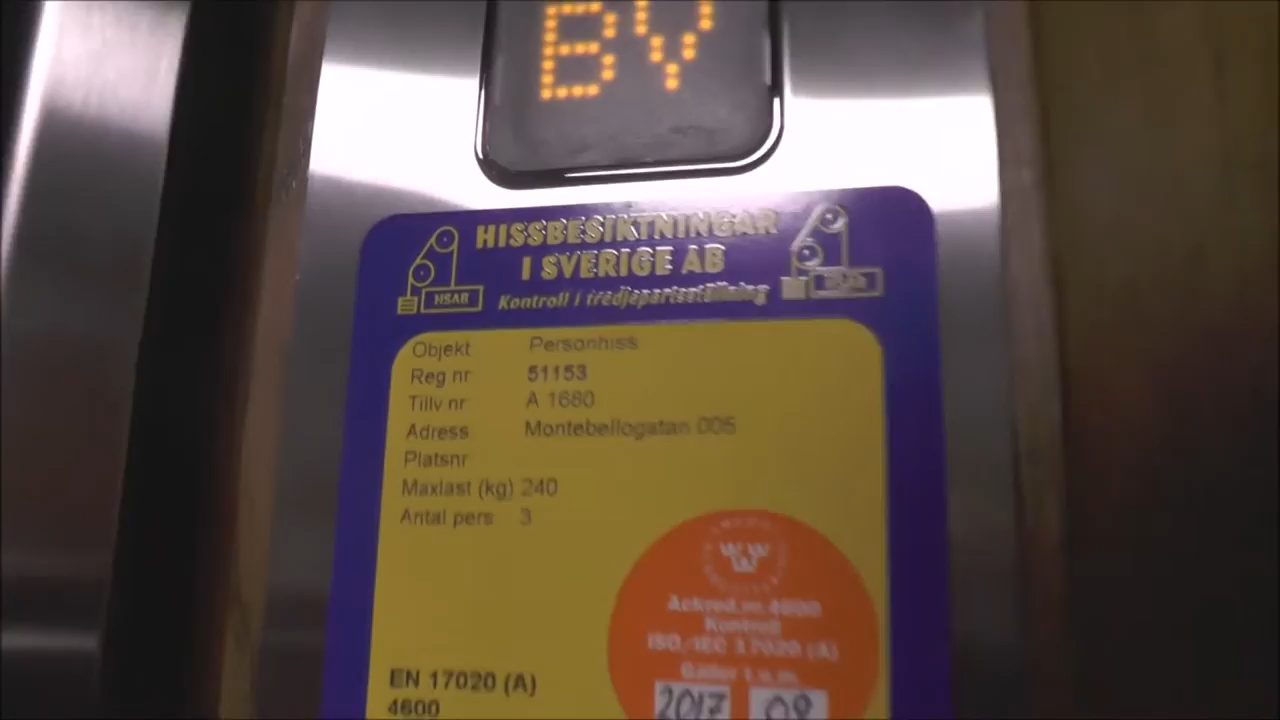 BV
HISSBESIKTNINGAR
I SVERIGE AB
HSAB
Kontroll i tredjepartsställning
Objekt Personhiss
Reg nr 51153
Tillv nr A 1680
Adress Montebellogatan 005
Platsnr
Maxlast (kg) 240
Antal pers 3
Ackred.nr.4600
Kontroll
ISO/IEC 17020 (A)
Gäller t.o.m.
2017 08
EN 17020 (A)
4600